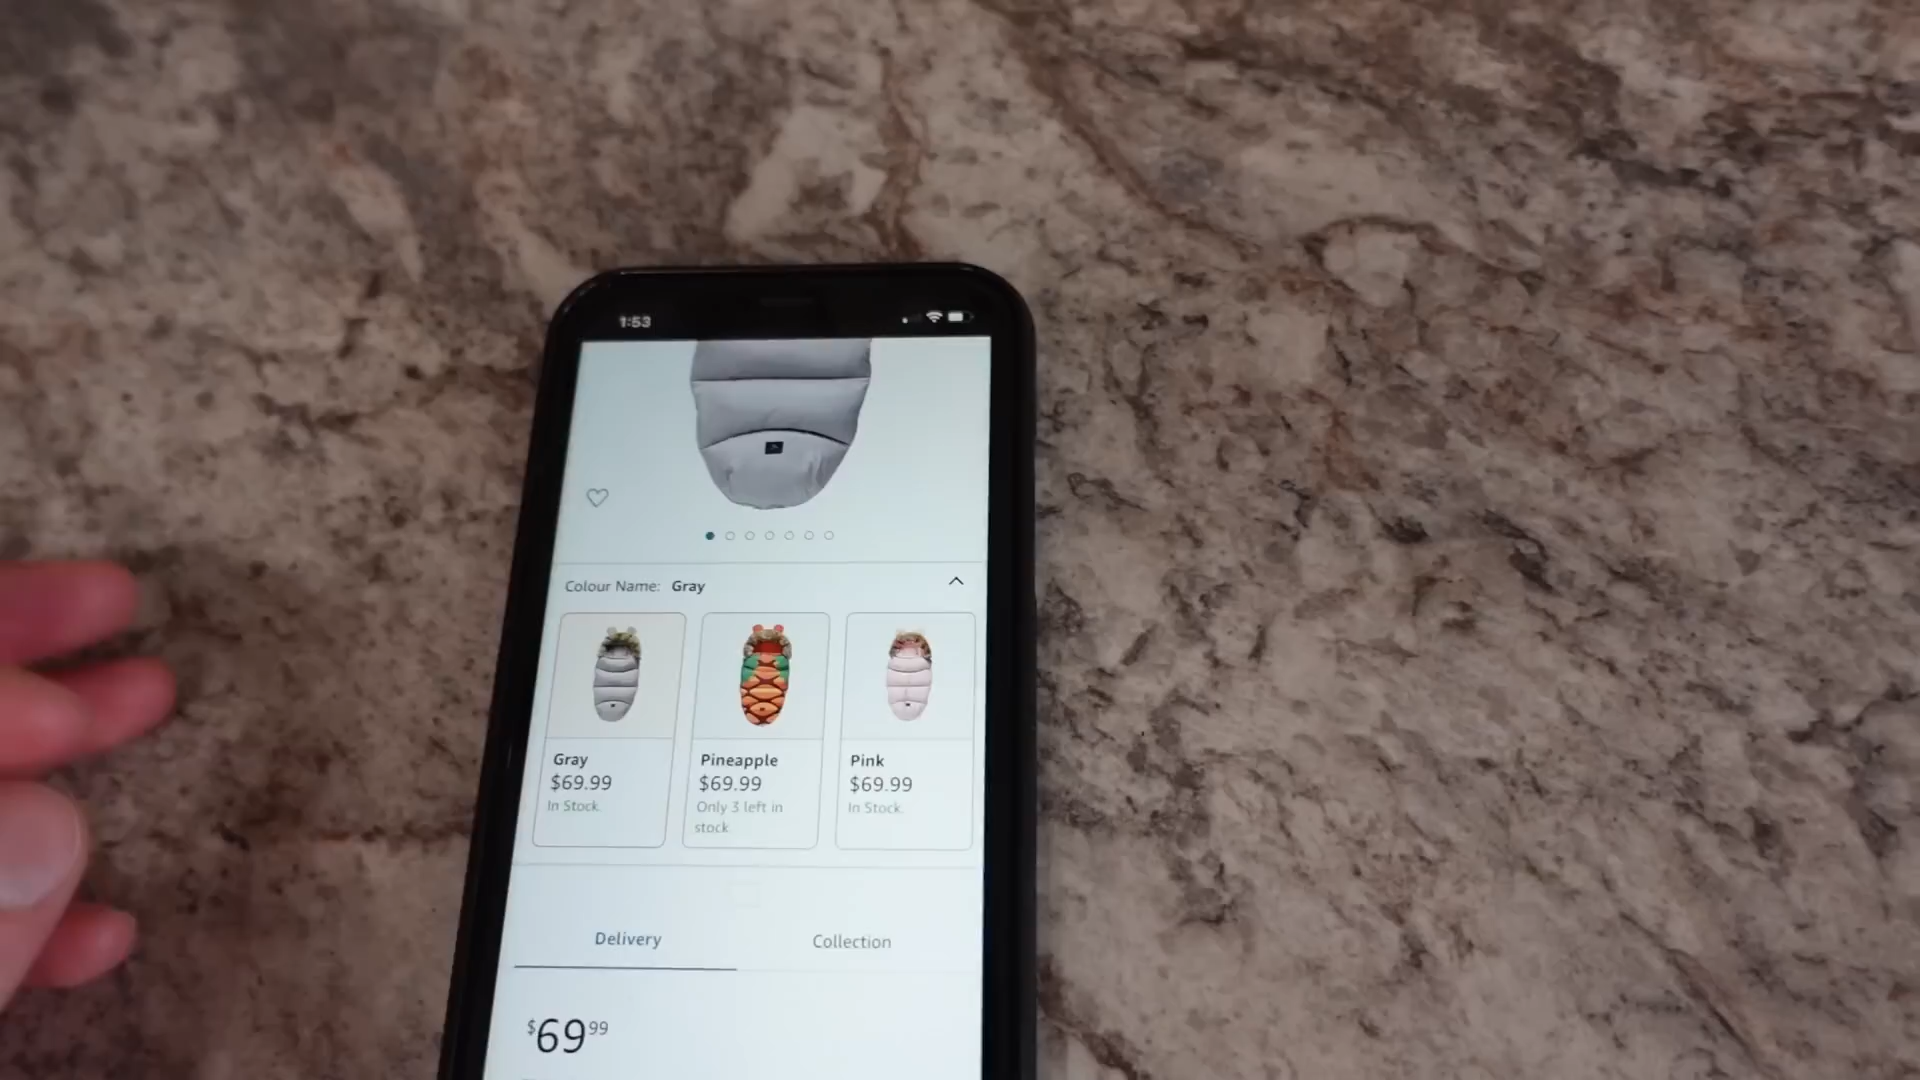 1:53
Colour Name: Gray
Gray
$69.99
In Stock.
Pineapple
$69.99
Only 3 left in
stock.
Pink
$69.99
In Stock.
Delivery
Collection
$69 99